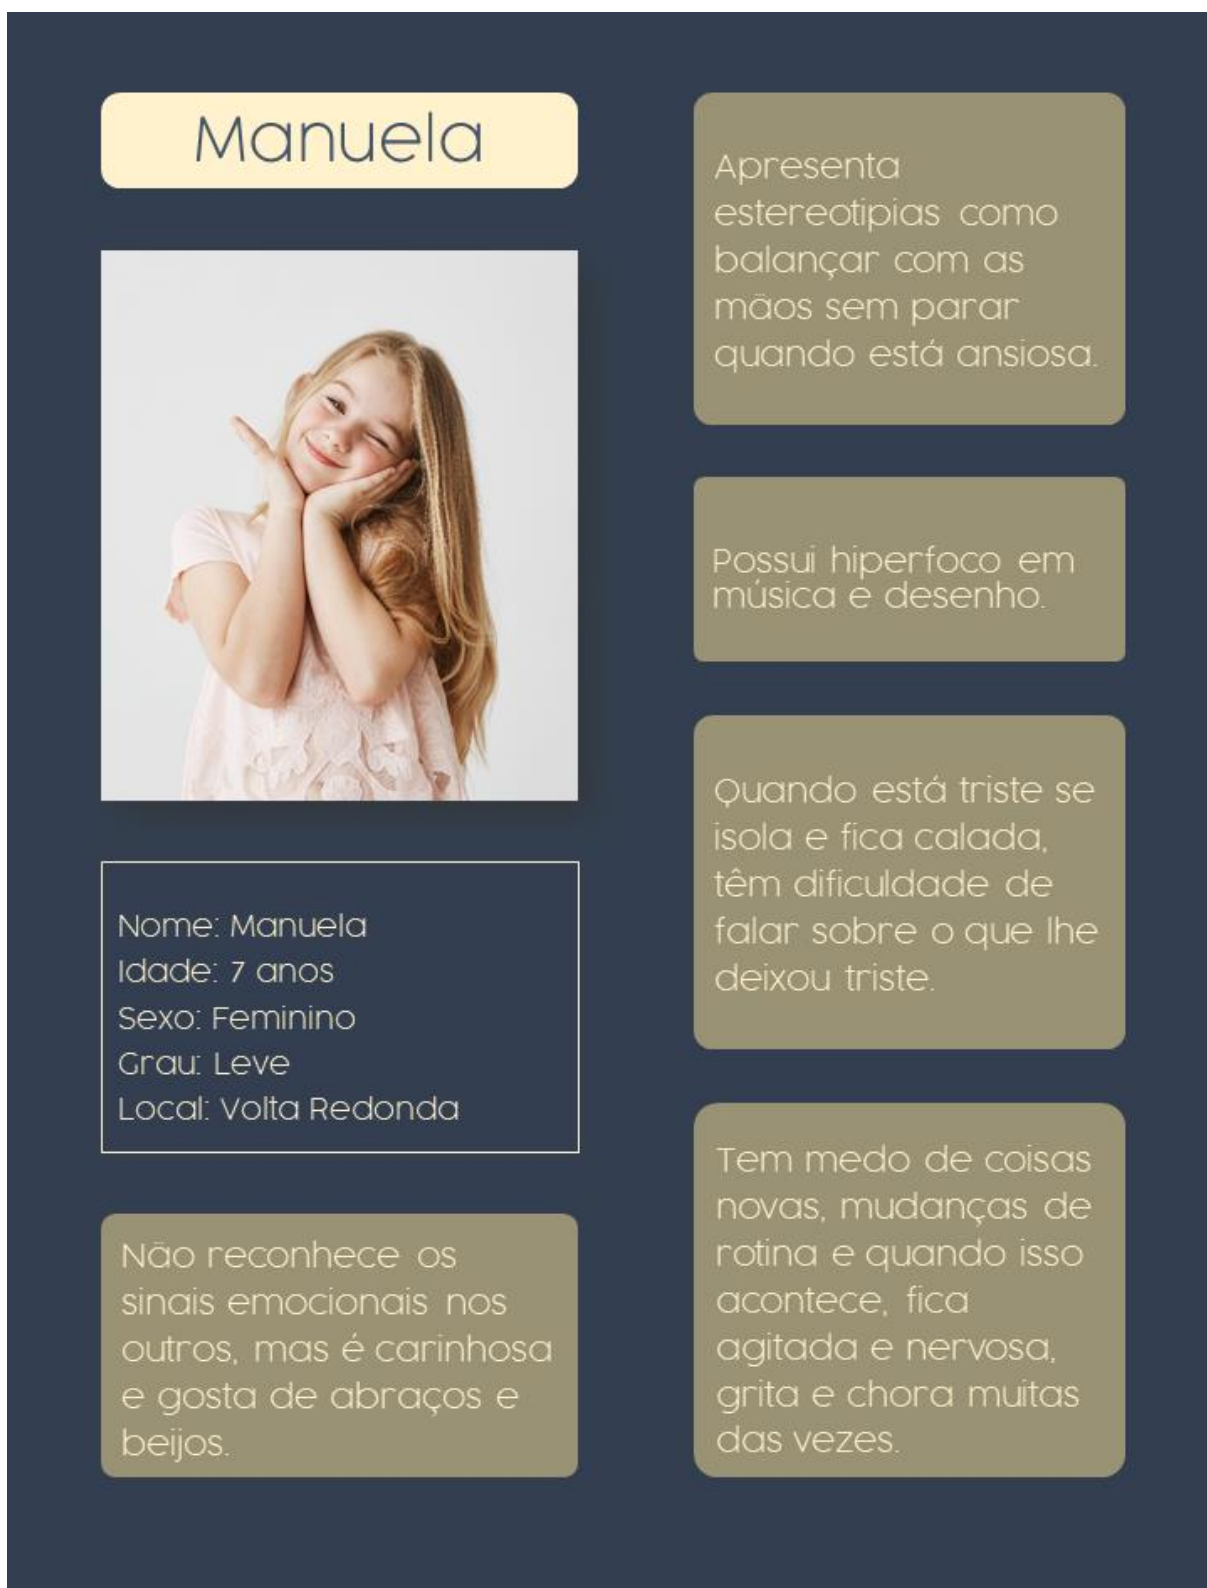 Manuela
Nome: Manuela
Idade: 7 anos
Sexo: Feminino
Grau: Leve
Local: Volta Redonda
Não reconhece os
sinais emocionais nos
outros, mas é carinhosa
e gosta de abraços e
beijos.
Apresenta
estereotipias como
balançar com as
mãos sem parar
quando está ansiosa.
Possui hiperfoco em
música e desenho.
Quando está triste se
isola e fica calada,
têm dificuldade de
falar sobre o que lhe
deixou triste.
Tem medo de coisas
novas, mudanças de
rotina e quando isso
acontece, fica
agitada e nervosa,
grita e chora muitas
das vezes.